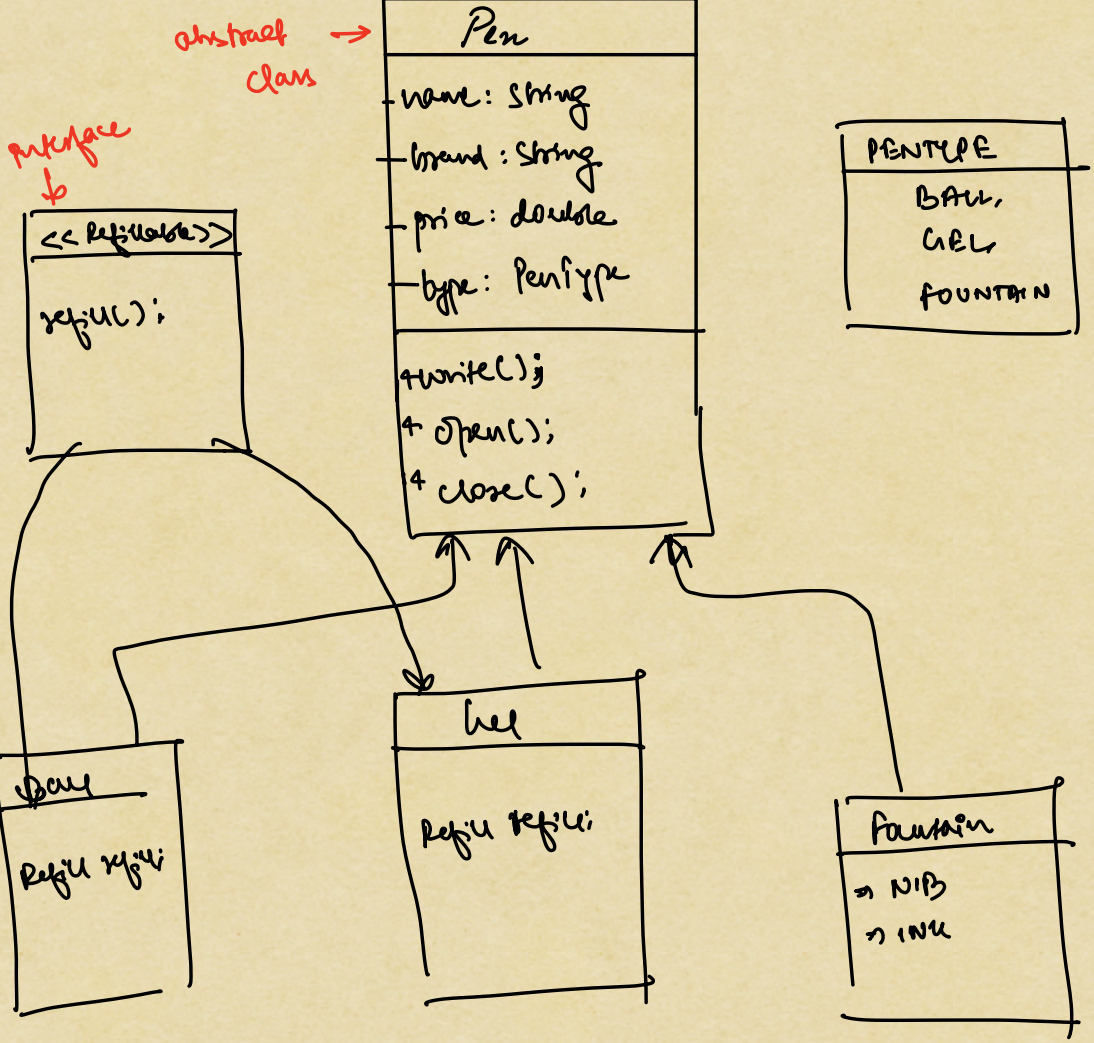 abstract → Pen
class
- name: String
- brand: String
- price: double
- type: PenType
+ write();
+ open();
+ close();
Interface
<<Refillable>>
refill();
PENTYPE
BALL,
GEL,
FOUNTAIN
Ball
Refill refill;
Gel
Refill refill;
Fountain
⇒ NIB
⇒ INK